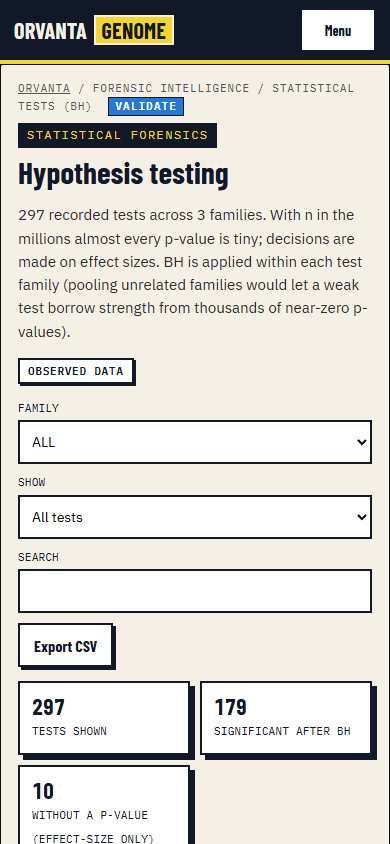 ORVANTA GENOME
Menu
ORVANTA / FORENSIC INTELLIGENCE / STATISTICAL
TESTS (BH) VALIDATE
STATISTICAL FORENSICS
Hypothesis testing
297 recorded tests across 3 families. With n in the
millions almost every p-value is tiny; decisions are
made on effect sizes. BH is applied within each test
family (pooling unrelated families would let a weak
test borrow strength from thousands of near-zero p-
values).
OBSERVED DATA
FAMILY
ALL
SHOW
All tests
SEARCH
Export CSV
297
TESTS SHOWN
179
SIGNIFICANT AFTER BH
10
WITHOUT A P-VALUE
(EFFECT-SIZE ONLY)